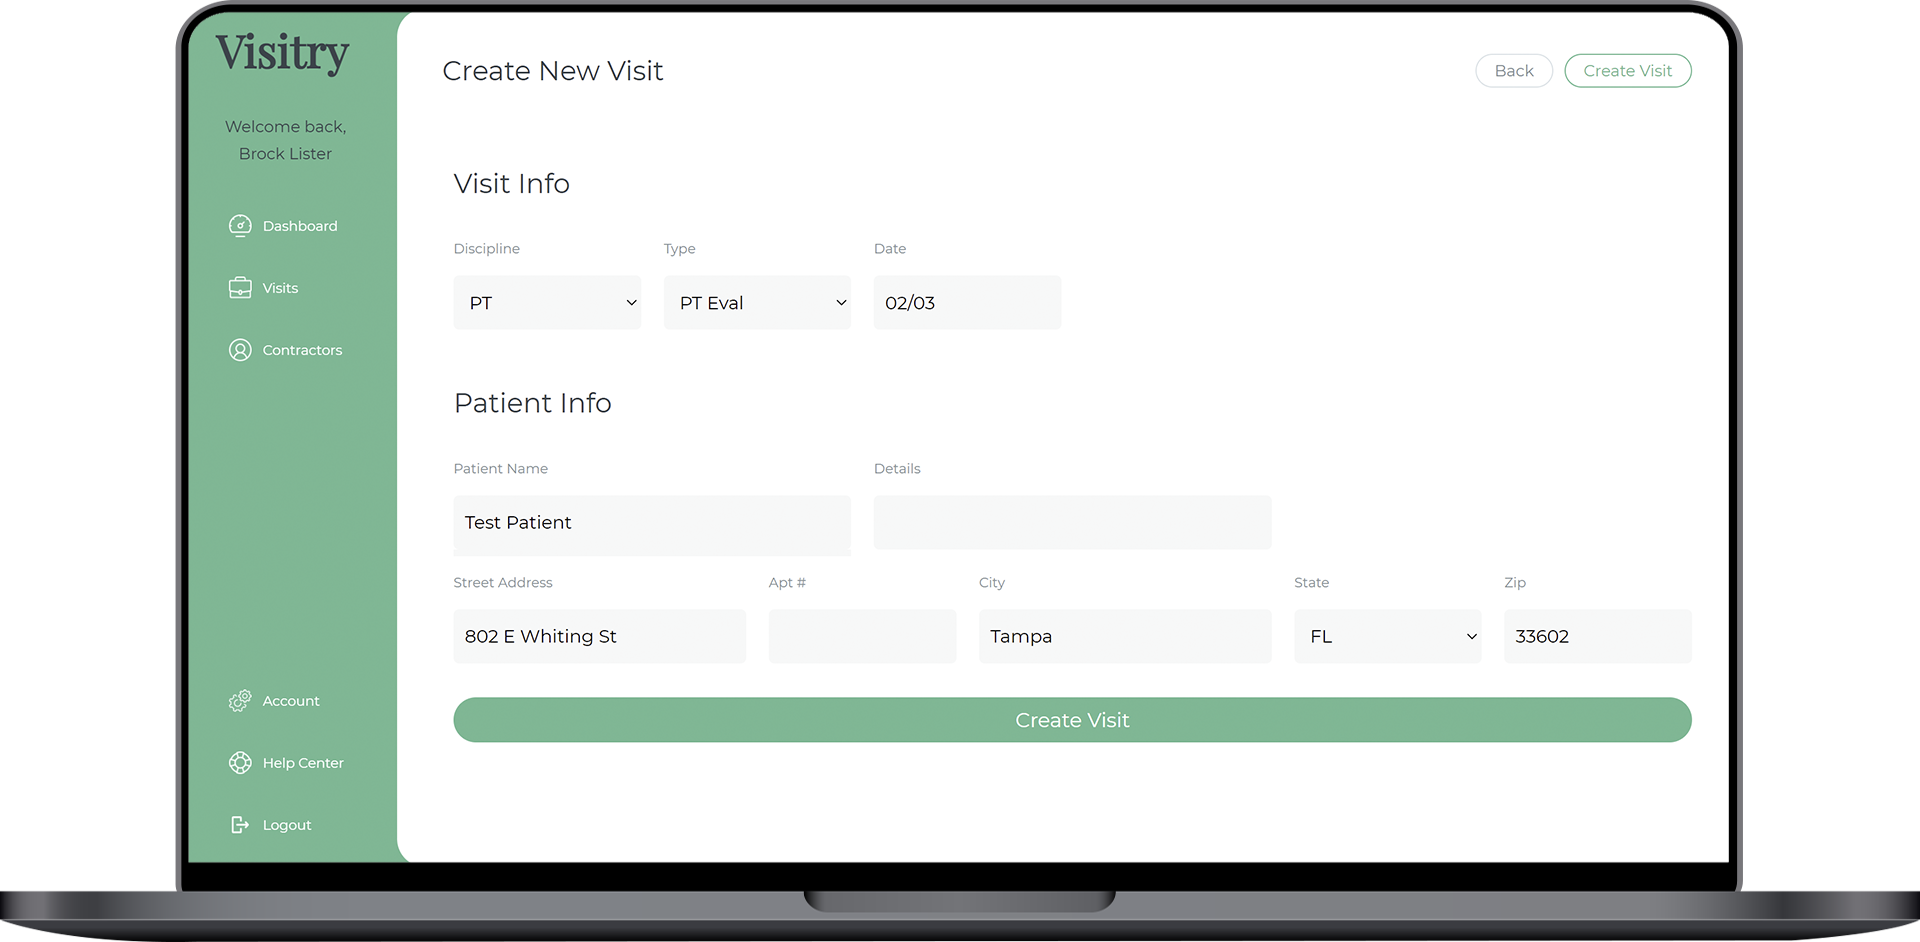 Visitry
Welcome back,
Brock Lister
Dashboard
Visits
Contractors
Account
Help Center
Logout
Create New Visit
Back
Create Visit
Visit Info
Discipline
Type
Date
PT
PT Eval
02/03
Patient Info
Patient Name
Details
Test Patient
Street Address
Apt #
City
State
Zip
802 E Whiting St
Tampa
FL
33602
Create Visit